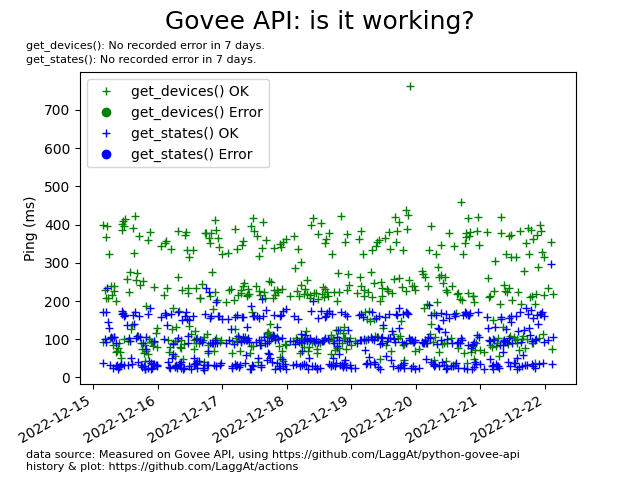 Govee API: is it working?
get_devices(): No recorded error in 7 days.
get_states(): No recorded error in 7 days.
get_devices() OK
get_devices() Error
get_states() OK
get_states() Error
Ping (ms)
700
600
500
400
300
200
100
0
2022-12-15
2022-12-16
2022-12-17
2022-12-18
2022-12-19
2022-12-20
2022-12-21
2022-12-22
data source: Measured on Govee API, using https://github.com/LaggAt/python-govee-api
history & plot: https://github.com/LaggAt/actions